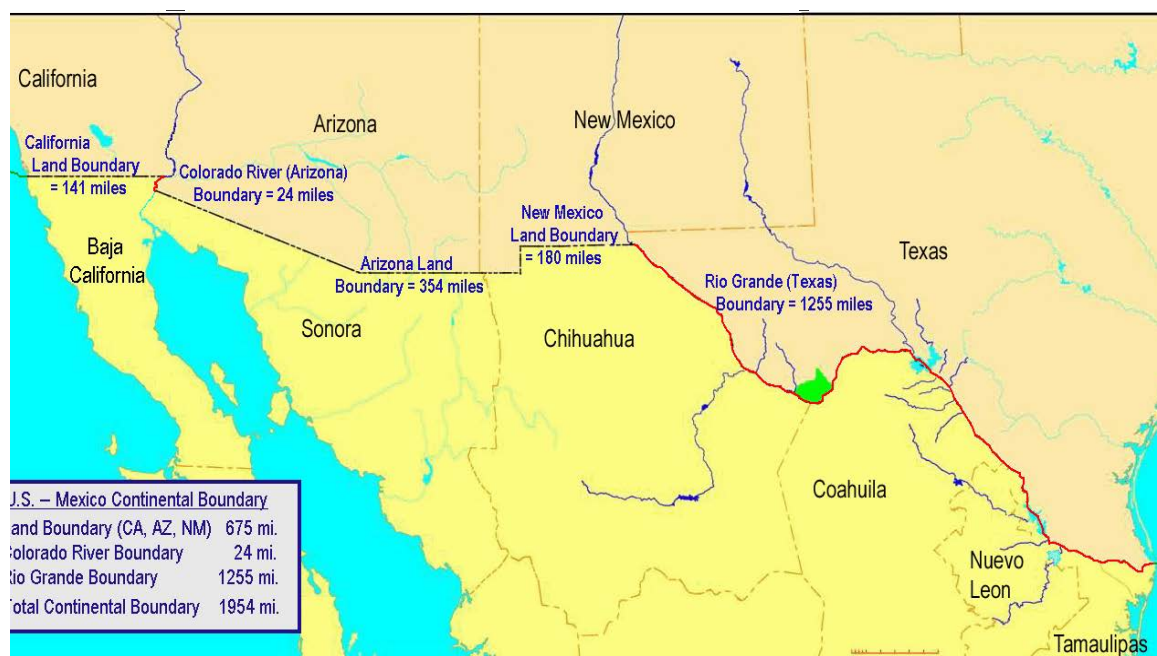 California
Arizona
New Mexico
California
Land Boundary
= 141 miles
Colorado River (Arizona)
Boundary = 24 miles
New Mexico
Land Boundary
= 180 miles
Texas
Baja
California
Arizona Land
Boundary = 354 miles
Rio Grande (Texas)
Boundary = 1255 miles
Sonora
Chihuahua
Coahuila
Nuevo
Leon
Tamaulipas
U.S. – Mexico Continental Boundary
and Boundary (CA, AZ, NM) 675 mi.
Colorado River Boundary 24 mi.
Rio Grande Boundary 1255 mi.
Total Continental Boundary 1954 mi.